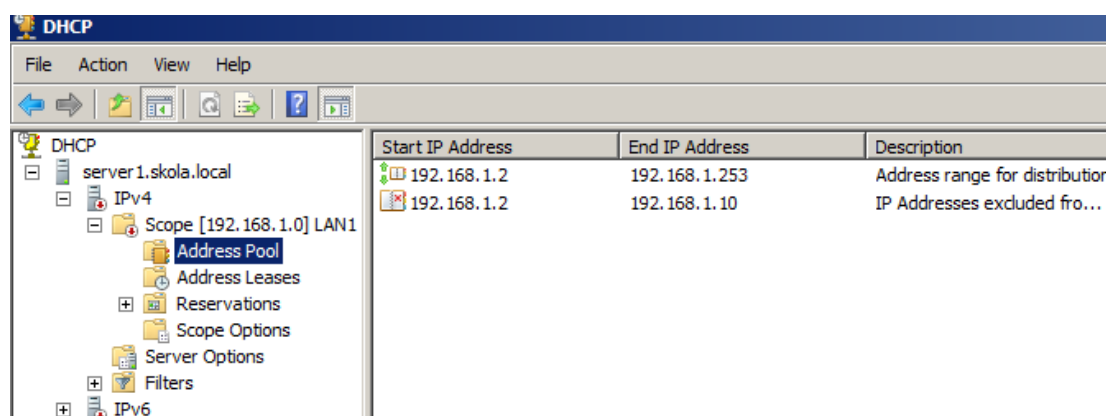 DHCP
File Action View Help
DHCP
server1.skola.local
IPv4
Scope [192.168.1.0] LAN1
Address Pool
Address Leases
Reservations
Scope Options
Server Options
Filters
IPv6
Start IP Address End IP Address Description
192.168.1.2 192.168.1.253 Address range for distribution
192.168.1.2 192.168.1.10 IP Addresses excluded fro...